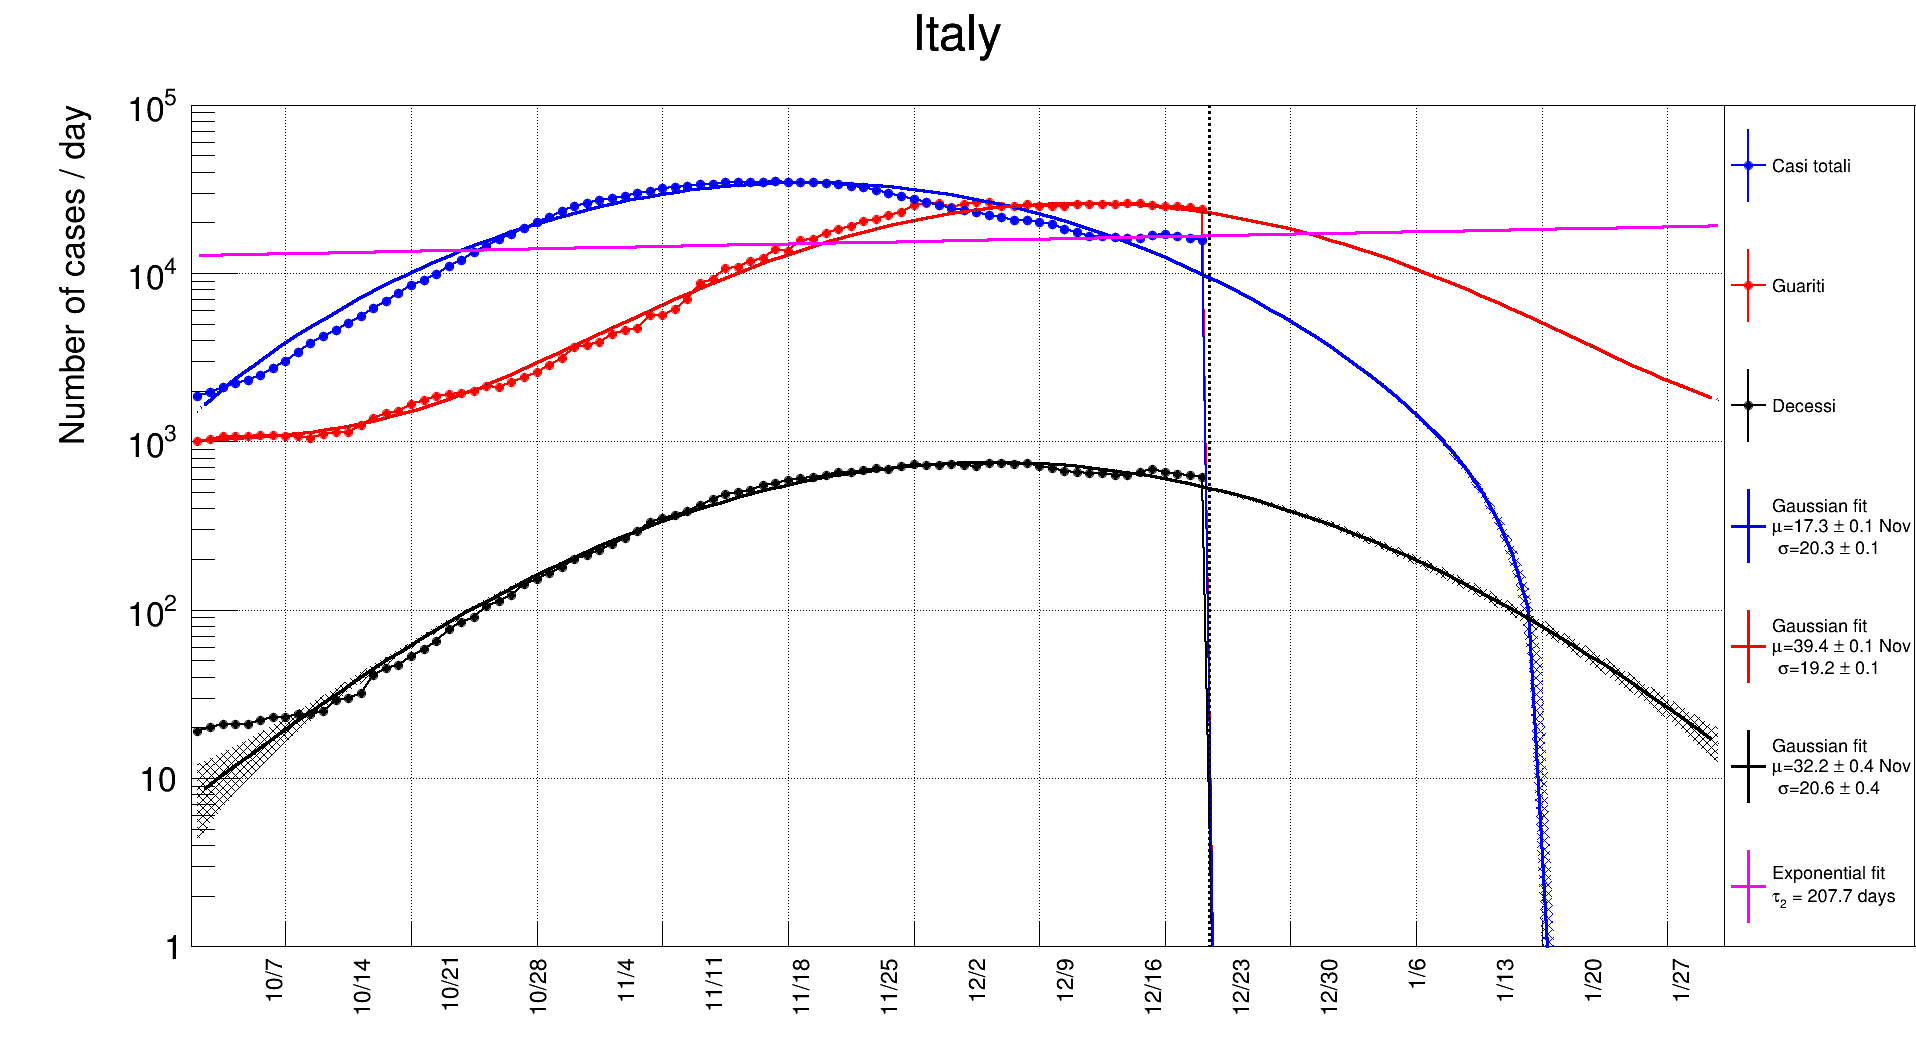 Italy
Number of cases / day
10^5
10^4
10^3
10^2
10
1
10/7
10/14
10/21
10/28
11/4
11/11
11/18
11/25
12/2
12/9
12/16
12/23
12/30
1/6
1/13
1/20
1/27
Casi totali
Guariti
Decessi
Gaussian fit
μ=17.3 ± 0.1 Nov
σ=20.3 ± 0.1
Gaussian fit
μ=39.4 ± 0.1 Nov
σ=19.2 ± 0.1
Gaussian fit
μ=32.2 ± 0.4 Nov
σ=20.6 ± 0.4
Exponential fit
τ₂ = 207.7 days